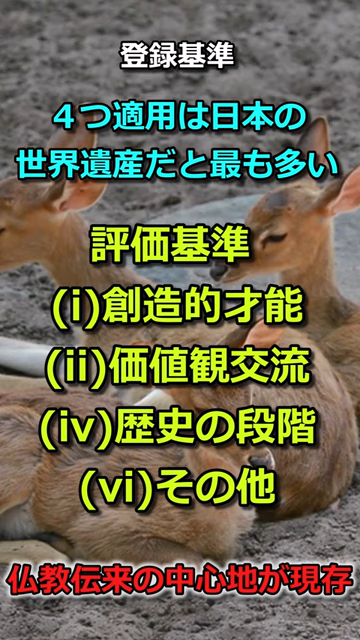 登録基準
４つ適用は日本の
世界遺産だと最も多い
評価基準
(i)創造的才能
(ii)価値観交流
(iv)歴史の段階
(vi)その他
仏教伝来の中心地が現存